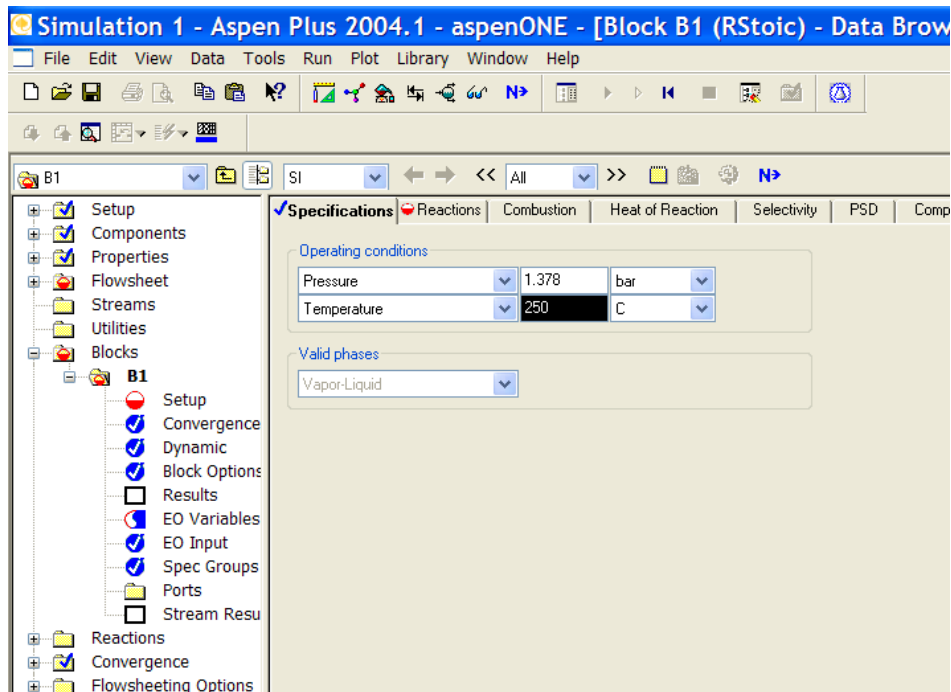 Simulation 1 - Aspen Plus 2004.1 - aspenONE - [Block B1 (RStoic) - Data Brow
File Edit View Data Tools Run Plot Library Window Help
N
B1 SI << All >> N
Setup
Components
Properties
Flowsheet
Streams
Utilities
Blocks
B1
Setup
Convergence
Dynamic
Block Options
Results
EO Variables
EO Input
Spec Groups
Ports
Stream Resu
Reactions
Convergence
Flowsheeting Options
Specifications Reactions Combustion Heat of Reaction Selectivity PSD Comp
Operating conditions
Pressure 1.378 bar
Temperature 250 C
Valid phases
Vapor-Liquid